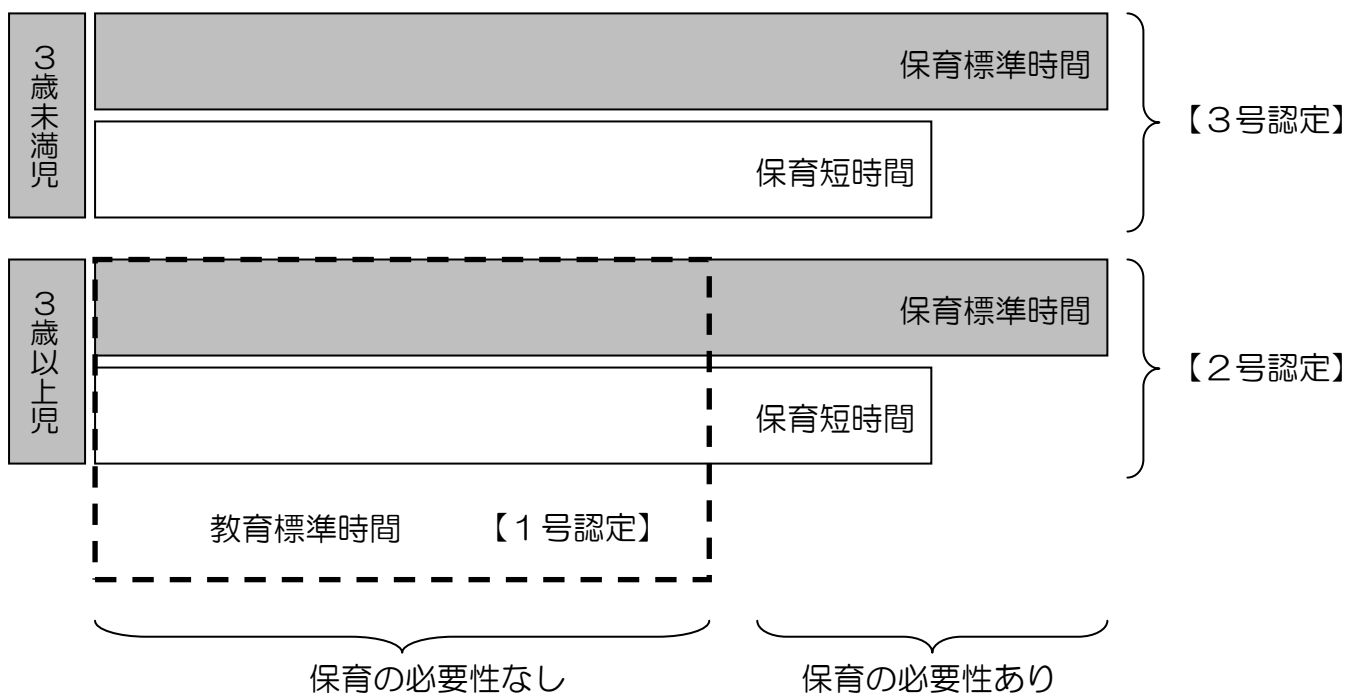 ３歳未満児
保育標準時間
保育短時間
【３号認定】
３歳以上児
保育標準時間
保育短時間
【２号認定】
教育標準時間　　【１号認定】
保育の必要性なし
保育の必要性あり